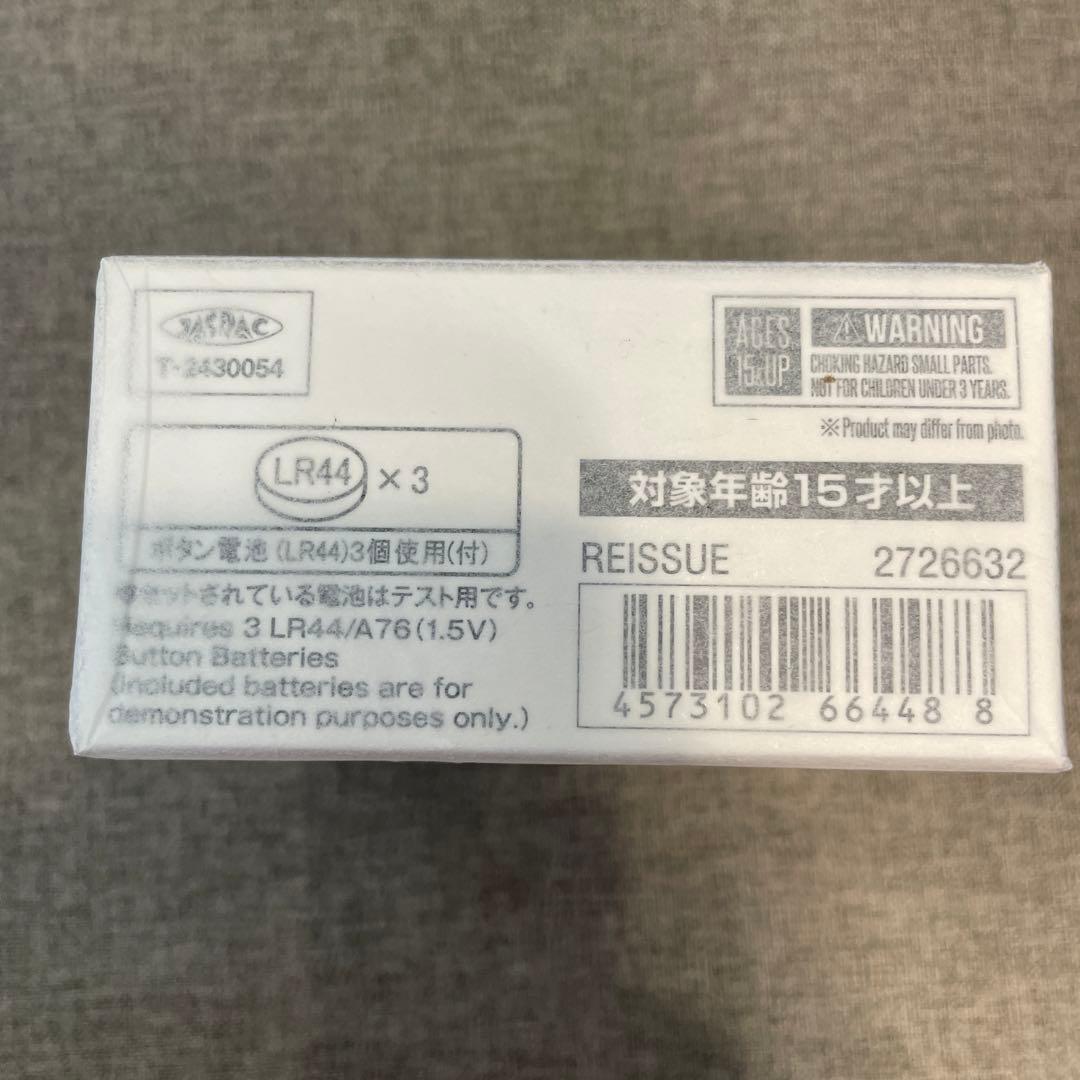 JASRAC
T-2430054
AGES
15&UP
⚠WARNING
CHOKING HAZARD SMALL PARTS.
NOT FOR CHILDREN UNDER 3 YEARS.
※Product may differ from photo.
LR44 × 3
ボタン電池(LR44)3個使用(付)
対象年齢15才以上
REISSUE 2726632
●セットされている電池はテスト用です。
Requires 3 LR44/A76(1.5V)
Button Batteries
(Included batteries are for
demonstration purposes only.)
4573102 66448 8